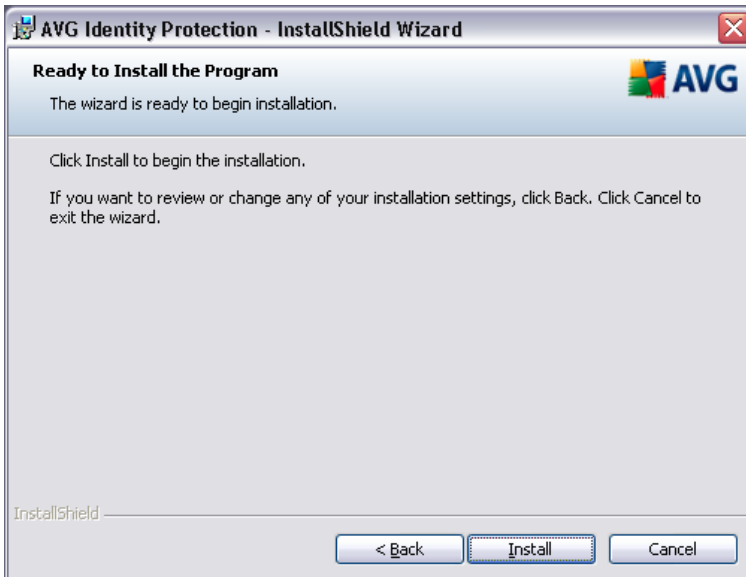 AVG Identity Protection - InstallShield Wizard
Ready to Install the Program
AVG
The wizard is ready to begin installation.
Click Install to begin the installation.
If you want to review or change any of your installation settings, click Back. Click Cancel to
exit the wizard.
InstallShield
< Back
Install
Cancel